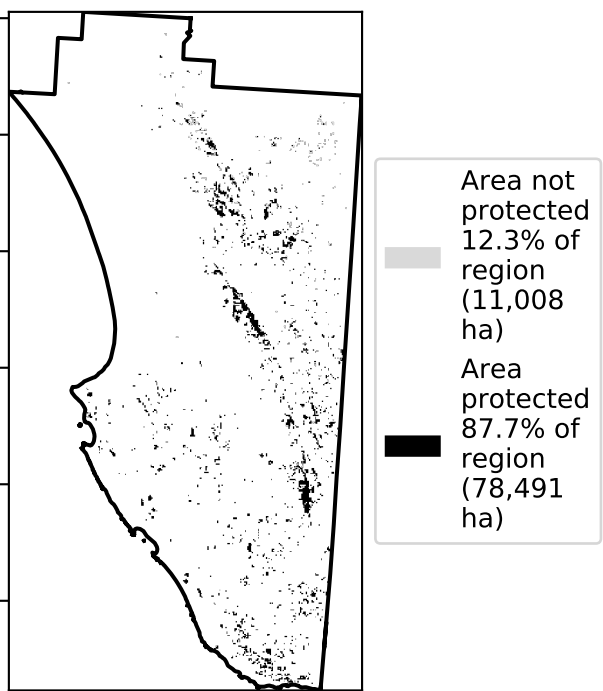 Area not
protected
12.3% of
region
(11,008
ha)
Area
protected
87.7% of
region
(78,491
ha)